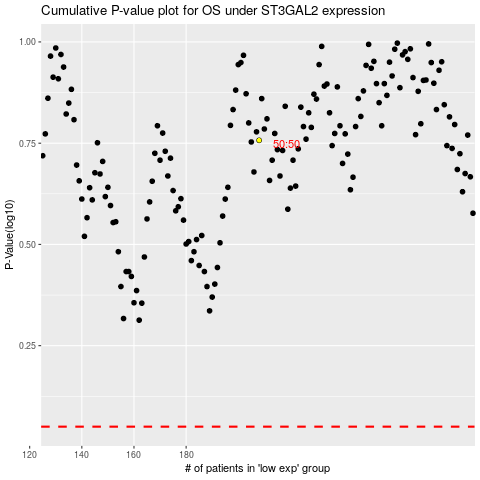 Cumulative P-value plot for OS under ST3GAL2 expression
P-Value(log10)
1.00
0.75
0.50
0.25
50:50
120 140 160 180
# of patients in 'low exp' group